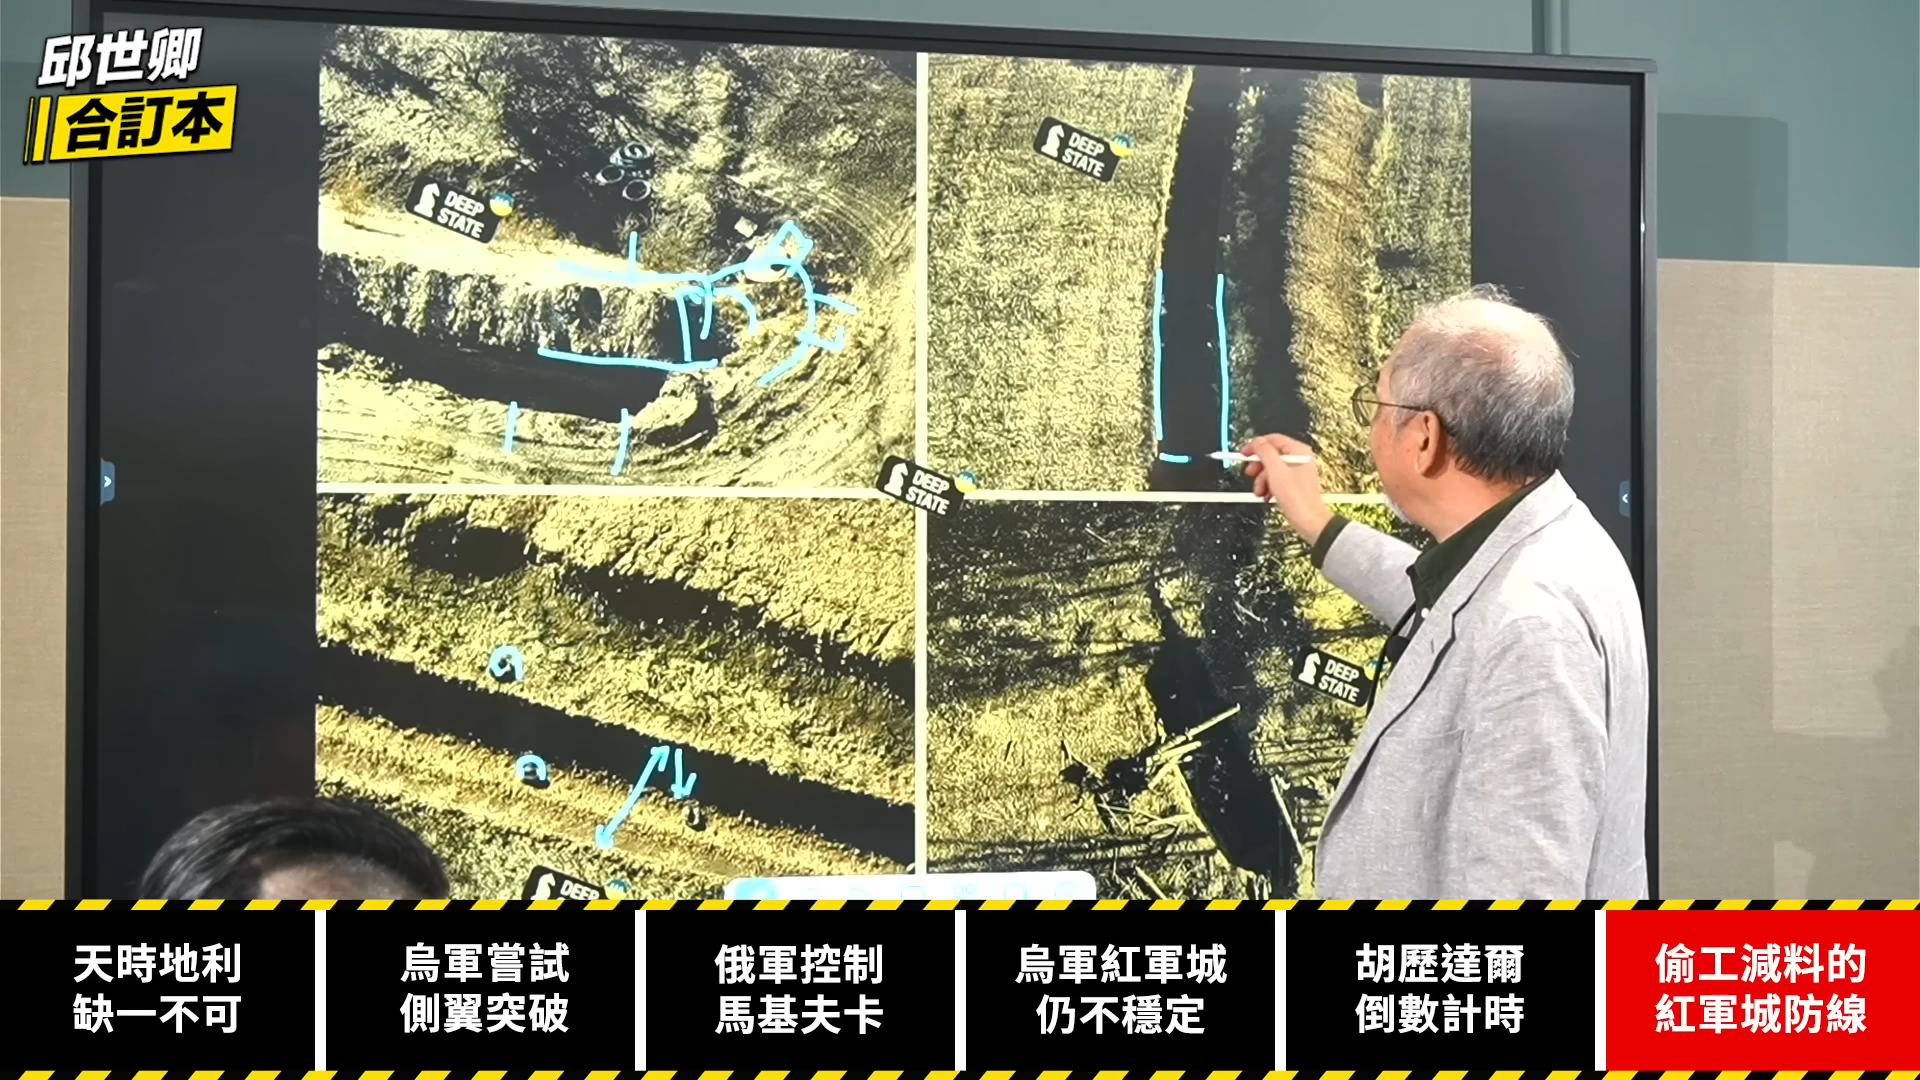 邱世卿
合訂本
DEEP
STATE
DEEP
STATE
DEEP
STATE
DEEP
STATE
DEEP
天時地利
缺一不可
烏軍嘗試
側翼突破
俄軍控制
馬基夫卡
烏軍紅軍城
仍不穩定
胡歷達爾
倒數計時
偷工減料的
紅軍城防線